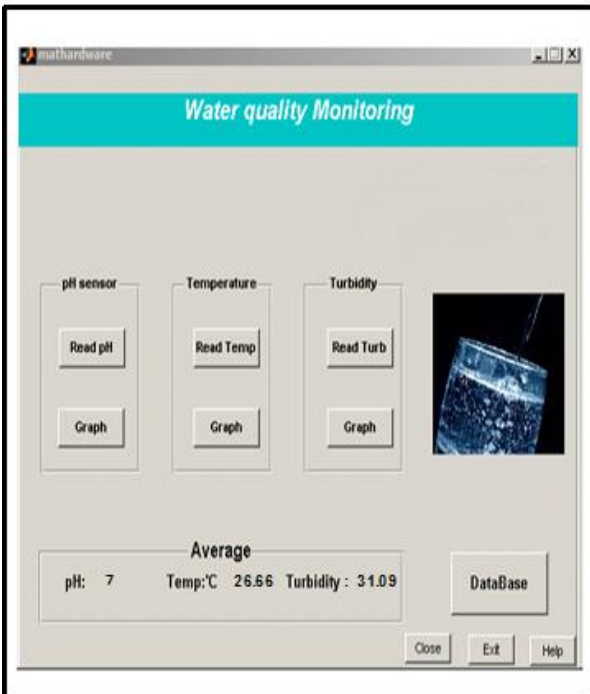 mathardware
Water quality Monitoring
pH sensor Temperature Turbidity
Read pH Read Temp Read Turb
Graph Graph Graph
Average
pH: 7 Temp:°C 26.66 Turbidity : 31.09
DataBase
Close Exit Help